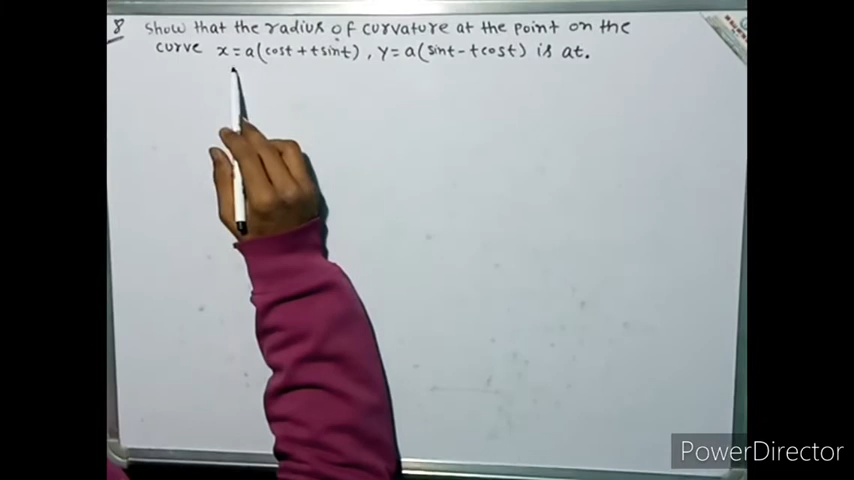 8 Show that the radius of curvature at the point on the
curve x=a(cost+tsint), y=a(sint-tcost) is at.
PowerDirector